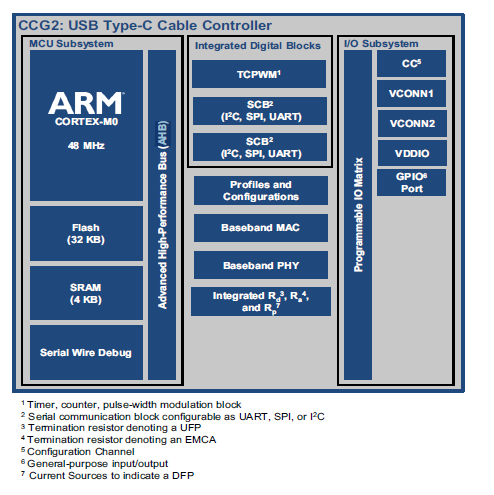 CCG2: USB Type-C Cable Controller
MCU Subsystem
ARM®
CORTEX-M0
48 MHz
Flash
(32 KB)
SRAM
(4 KB)
Serial Wire Debug
Advanced High-Performance Bus (AHB)
Integrated Digital Blocks
TCPWM¹
SCB²
(I²C, SPI, UART)
SCB²
(I²C, SPI, UART)
Profiles and
Configurations
Baseband MAC
Baseband PHY
Integrated Rd³, Ra⁴,
and Rp⁷
I/O Subsystem
Programmable IO Matrix
CC⁵
VCONN1
VCONN2
VDDIO
GPIO⁶
Port
¹ Timer, counter, pulse-width modulation block
² Serial communication block configurable as UART, SPI, or I²C
³ Termination resistor denoting a UFP
⁴ Termination resistor denoting an EMCA
⁵ Configuration Channel
⁶ General-purpose input/output
⁷ Current Sources to indicate a DFP